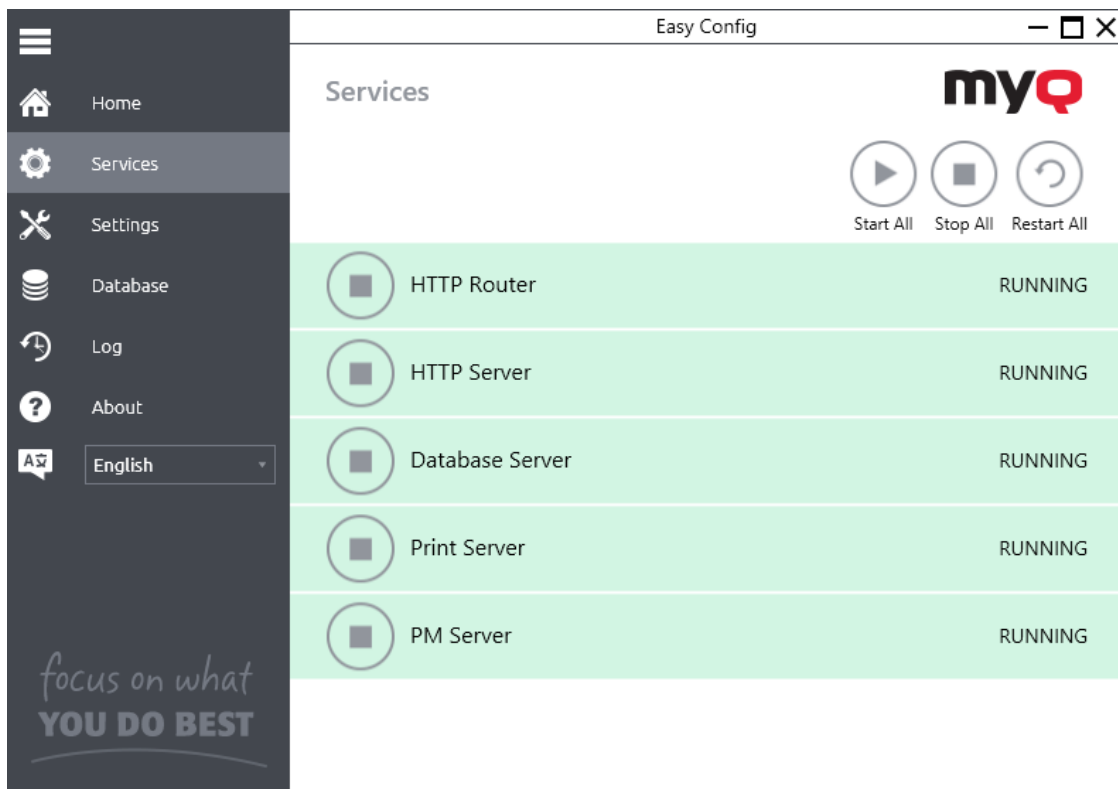 Easy Config
Home
Services
Settings
Database
Log
About
English
focus on what
YOU DO BEST
Services
myQ
Start All Stop All Restart All
HTTP Router RUNNING
HTTP Server RUNNING
Database Server RUNNING
Print Server RUNNING
PM Server RUNNING